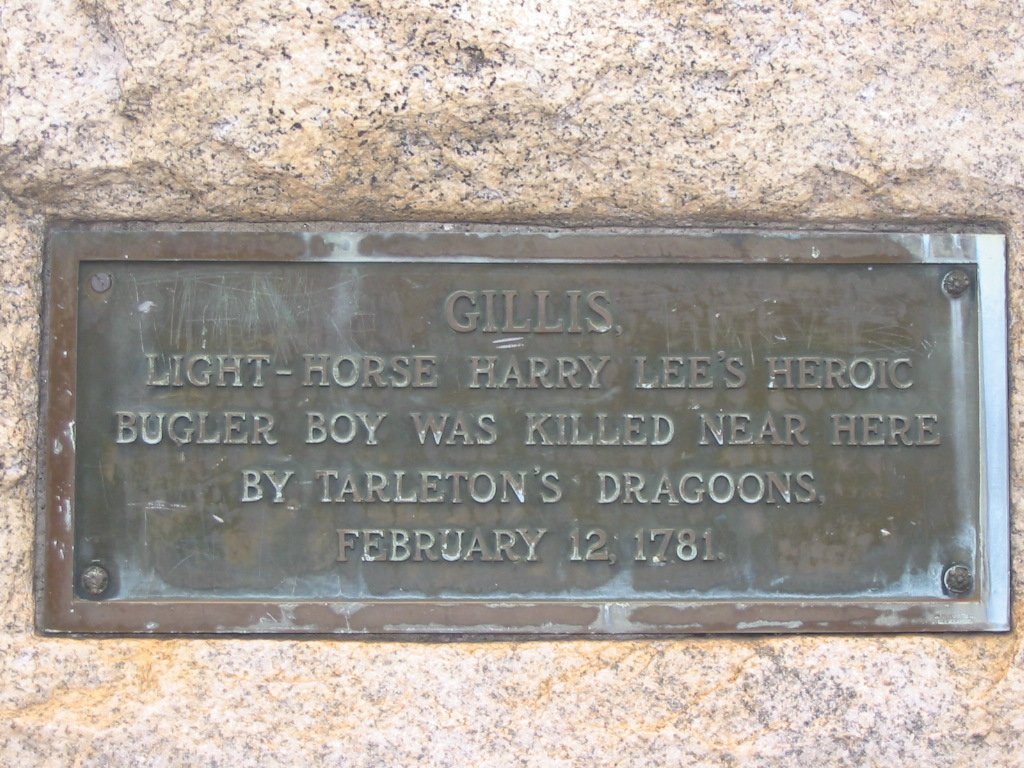 GILLIS,
LIGHT-HORSE HARRY LEE'S HEROIC
BUGLER BOY WAS KILLED NEAR HERE
BY TARLETON'S DRAGOONS,
FEBRUARY 12, 1781.